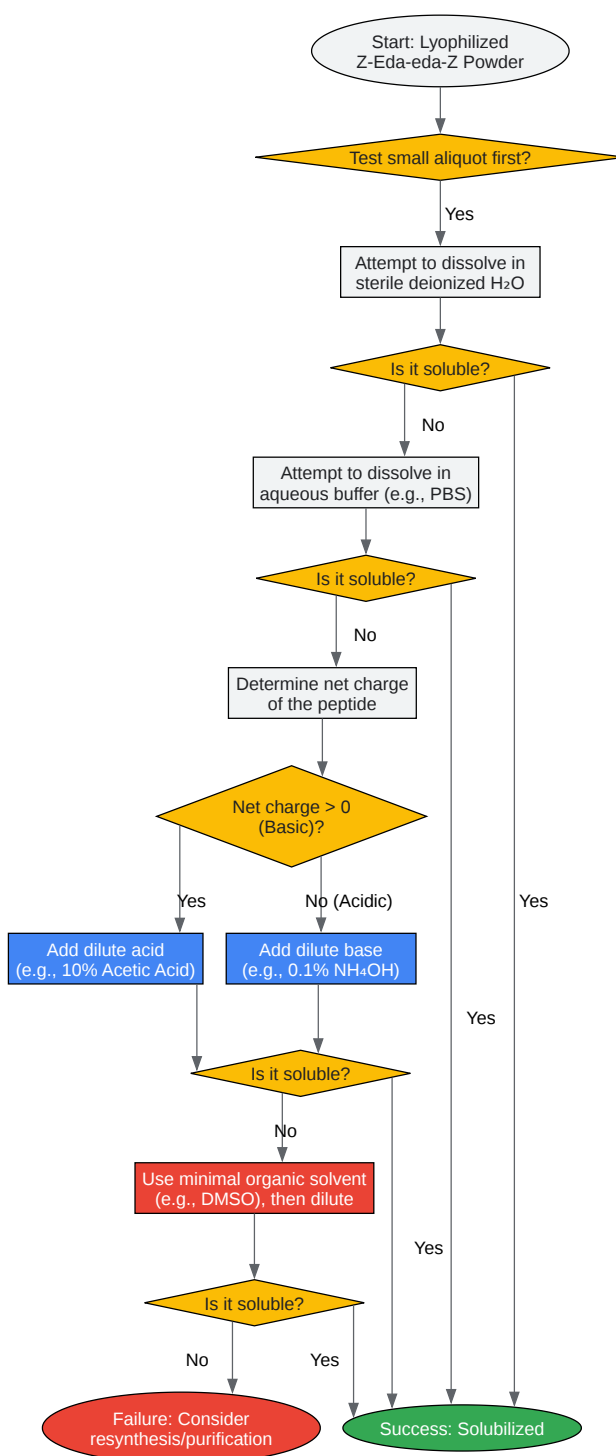 Start: Lyophilized
Z-Eda-eda-Z Powder
Test small aliquot first?
Yes
Attempt to dissolve in
sterile deionized H₂O
Is it soluble?
No
Attempt to dissolve in
aqueous buffer (e.g., PBS)
Is it soluble?
No
Determine net charge
of the peptide
Net charge > 0
(Basic)?
Yes
No (Acidic)
Yes
Add dilute acid
(e.g., 10% Acetic Acid)
Add dilute base
(e.g., 0.1% NH₄OH)
Yes
Is it soluble?
No
Use minimal organic solvent
(e.g., DMSO), then dilute
Yes
Is it soluble?
No
Yes
Failure: Consider
resynthesis/purification
Success: Solubilized